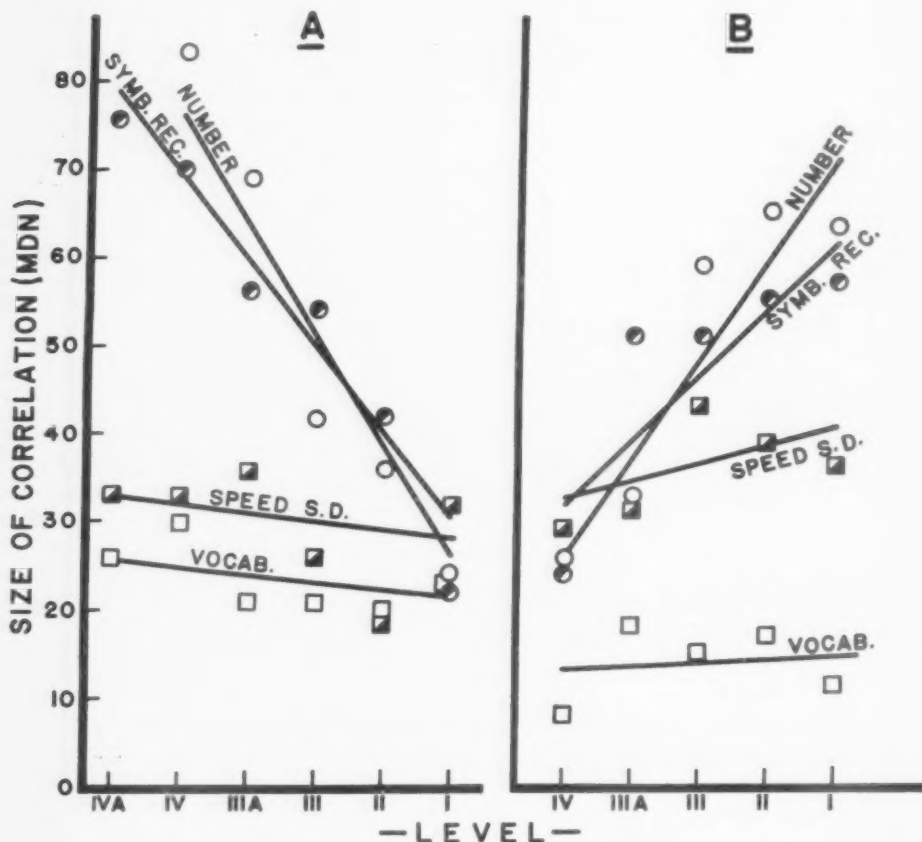 A
B
SYMB. REC.
NUMBER
SPEED S.D.
VOCAB.
NUMBER
SYMB. REC.
SPEED S.D.
VOCAB.
SIZE OF CORRELATION (MDN)
80
70
60
50
40
30
20
10
0
IVA IV IIIA III II I
IV IIIA III II I
—LEVEL—